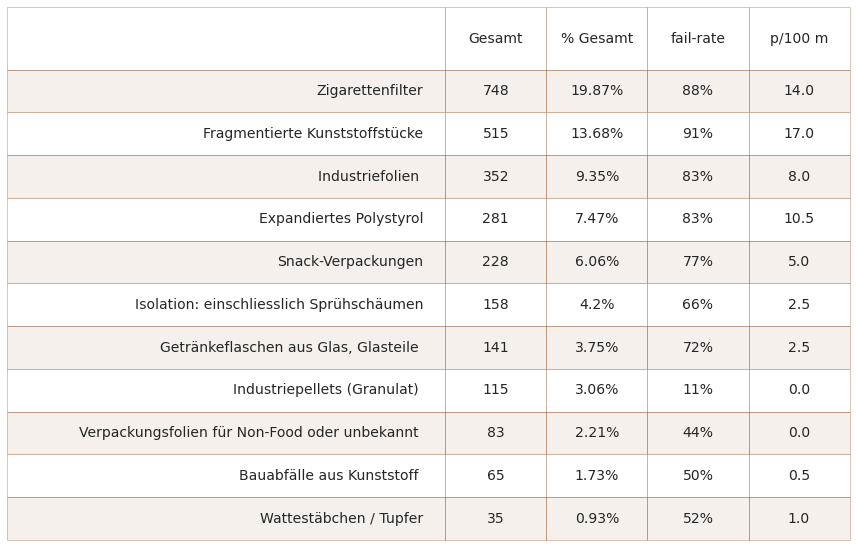 Gesamt % Gesamt fail-rate p/100 m
Zigarettenfilter 748 19.87% 88% 14.0
Fragmentierte Kunststoffstücke 515 13.68% 91% 17.0
Industriefolien 352 9.35% 83% 8.0
Expandiertes Polystyrol 281 7.47% 83% 10.5
Snack-Verpackungen 228 6.06% 77% 5.0
Isolation: einschliesslich Sprühschäumen 158 4.2% 66% 2.5
Getränkeflaschen aus Glas, Glasteile 141 3.75% 72% 2.5
Industriepellets (Granulat) 115 3.06% 11% 0.0
Verpackungsfolien für Non-Food oder unbekannt 83 2.21% 44% 0.0
Bauabfälle aus Kunststoff 65 1.73% 50% 0.5
Wattestäbchen / Tupfer 35 0.93% 52% 1.0